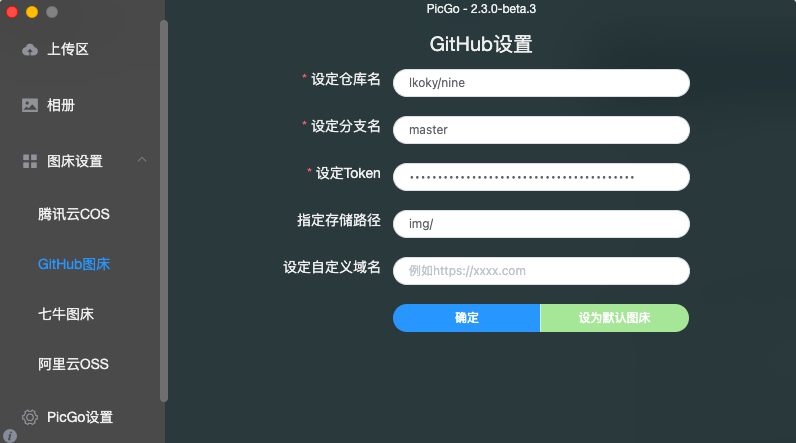 PicGo - 2.3.0-beta.3
上传区
相册
图床设置
腾讯云COS
GitHub图床
七牛图床
阿里云OSS
PicGo设置
GitHub设置
* 设定仓库名
lkoky/nine
* 设定分支名
master
* 设定Token
指定存储路径
img/
设定自定义域名
例如https://xxxx.com
确定
设为默认图床